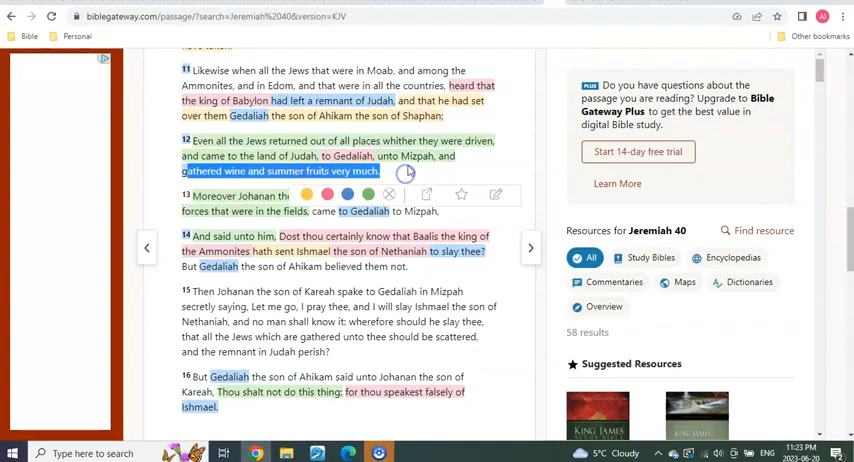 biblegateway.com/passage/?search=Jeremiah%2040&version=KJV
Bible
Personal
Other bookmarks
11 Likewise when all the Jews that were in Moab, and among the
Ammonites, and in Edom, and that were in all the countries, heard that
the king of Babylon had left a remnant of Judah, and that he had set
over them Gedaliah the son of Ahikam the son of Shaphan;
12 Even all the Jews returned out of all places whither they were driven,
and came to the land of Judah, to Gedaliah, unto Mizpah, and
gathered wine and summer fruits very much.
13 Moreover Johanan the
forces that were in the fields, came to Gedaliah to Mizpah,
14 And said unto him, Dost thou certainly know that Baalis the king of
the Ammonites hath sent Ishmael the son of Nethaniah to slay thee?
But Gedaliah the son of Ahikam believed them not.
15 Then Johanan the son of Kareah spake to Gedaliah in Mizpah
secretly saying, Let me go, I pray thee, and I will slay Ishmael the son of
Nethaniah, and no man shall know it: wherefore should he slay thee,
that all the Jews which are gathered unto thee should be scattered,
and the remnant in Judah perish?
16 But Gedaliah the son of Ahikam said unto Johanan the son of
Kareah, Thou shalt not do this thing: for thou speakest falsely of
Ishmael.
PLUS Do you have questions about the
passage you are reading? Upgrade to Bible
Gateway Plus to get the best value in
digital Bible study.
Start 14-day free trial
Learn More
Resources for Jeremiah 40
Find resource
All
Study Bibles
Encyclopedias
Commentaries
Maps
Dictionaries
Overview
58 results
Suggested Resources
KING JAMES
KING JAMES
Type here to search
5°C Cloudy
ENG
11:23 PM
2023-06-20
2